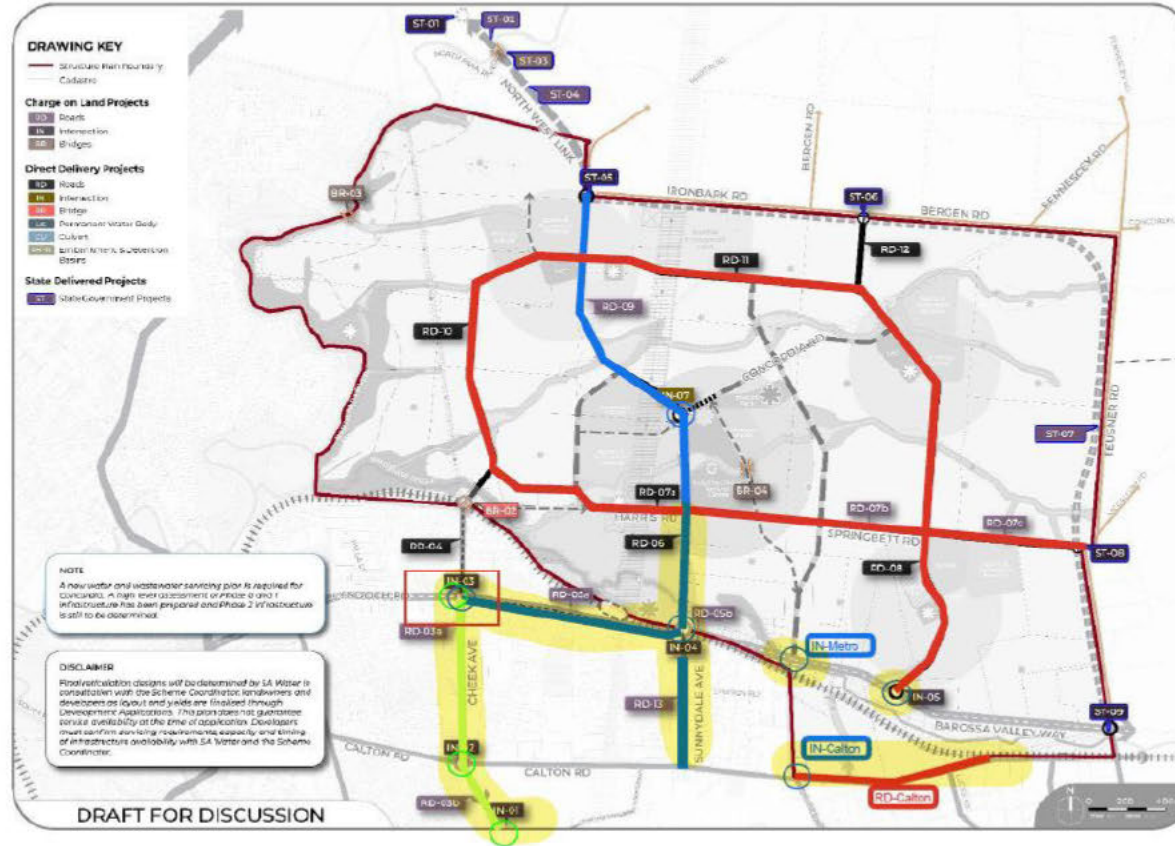 DRAWING KEY
Structure Plan Boundary
Cadastre
Charge on Land Projects
RD Roads
IN Intersection
BR Bridges
Direct Delivery Projects
RD Roads
IN Intersection
BR Bridge
Permanent Water Body
CU Culvert
Embankment & Detention
Basins
State Delivered Projects
ST State Government Projects
ST-01
ST-02
ST-03
ST-04
NORTH WEST LINK
ST-05
IRONBARK RD
BERGEN RD
ST-06
BERGEN RD
BR-03
RD-12
RD-11
RD-09
RD-10
CONCORDIA RD
IN-07
ST-07
TEUSNER RD
BR-04
BR-02
RD-07a
HARRIS RD
RD-07b
RD-07c
SPRINGBETT RD
ST-08
RD-04
RD-06
RD-08
NOTE
A new water and wastewater servicing plan is required for
Concordia. A high level assessment of Phase 0 and 1
infrastructure has been prepared and Phase 2 infrastructure
is still to be determined.
IN-03
RD-03a
RD-05b
IN-04
IN-Metro
IN-05
CHEEK AVE
RD-13
SUNNYDALE AVE
BAROSSA VALLEY WAY
ST-09
DISCLAIMER
Final reticulation designs will be determined by SA Water in
consultation with the Scheme Coordinator, landowners and
developers as layout and yields are finalised through
Development Applications. This plan does not guarantee
service availability at the time of application. Developers
must confirm servicing requirements, capacity and timing
of infrastructure availability with SA Water and the Scheme
Coordinator.
CALTON RD
CALTON RD
IN-Calton
RD-Calton
RD-03b
IN-01
DRAFT FOR DISCUSSION
N